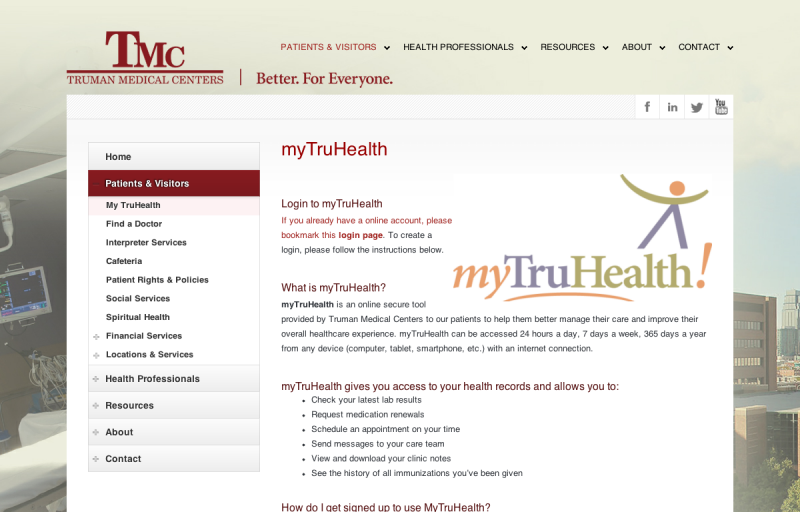 TMC
TRUMAN MEDICAL CENTERS
Better. For Everyone.
PATIENTS & VISITORS
HEALTH PROFESSIONALS
RESOURCES
ABOUT
CONTACT
f
in
You
Tube
Home
Patients & Visitors
My TruHealth
Find a Doctor
Interpreter Services
Cafeteria
Patient Rights & Policies
Social Services
Spiritual Health
Financial Services
Locations & Services
Health Professionals
Resources
About
Contact
myTruHealth
Login to myTruHealth
If you already have a online account, please
bookmark this login page. To create a
login, please follow the instructions below.
myTruHealth!
What is myTruHealth?
myTruHealth is an online secure tool
provided by Truman Medical Centers to our patients to help them better manage their care and improve their
overall healthcare experience. myTruHealth can be accessed 24 hours a day, 7 days a week, 365 days a year
from any device (computer, tablet, smartphone, etc.) with an internet connection.
myTruHealth gives you access to your health records and allows you to:
• Check your latest lab results
• Request medication renewals
• Schedule an appointment on your time
• Send messages to your care team
• View and download your clinic notes
• See the history of all immunizations you've been given
How do I get signed up to use MyTruHealth?